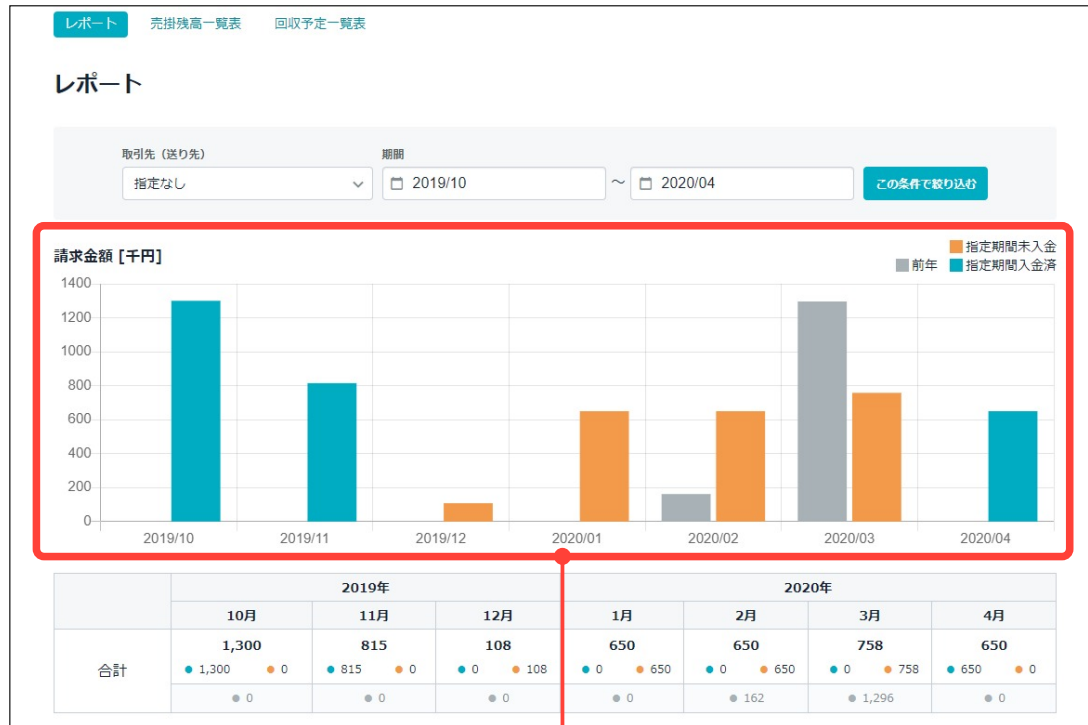 レポート 売掛残高一覧表 回収予定一覧表
レポート
取引先（送り先） 期間
指定なし 2019/10 ～ 2020/04 この条件で絞り込む
請求金額 [千円] 指定期間未入金
前年 指定期間入金済
1400
1200
1000
800
600
400
200
0
2019/10 2019/11 2019/12 2020/01 2020/02 2020/03 2020/04
2019年 2020年
10月 11月 12月 1月 2月 3月 4月
合計 1,300 815 108 650 650 758 650
1,300 0 815 0 0 108 0 650 0 650 0 758 650 0
0 0 0 0 162 1,296 0